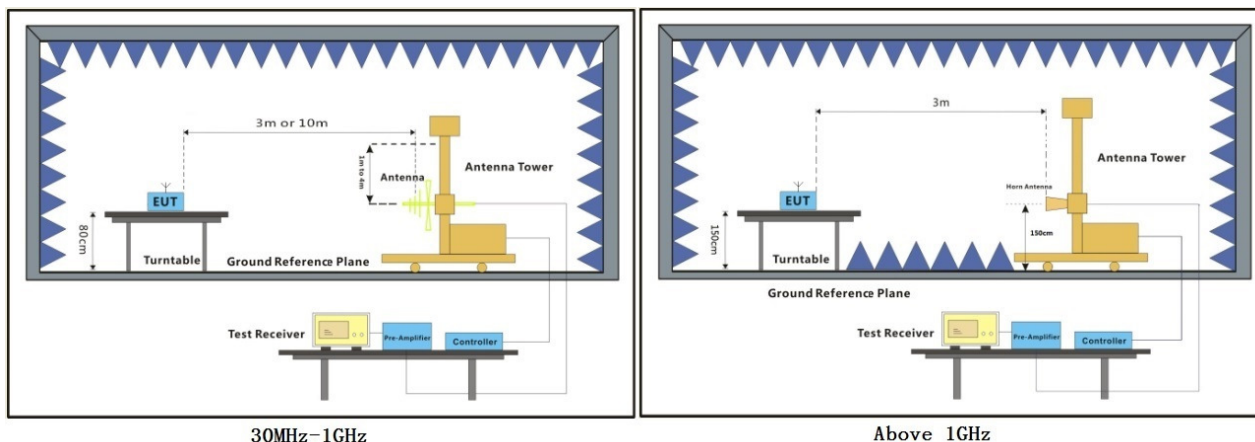 3m or 10m
1m to 4m
Antenna
Antenna Tower
EUT
80cm
Turntable
Ground Reference Plane
Test Receiver
Pre-Amplifier
Controller
30MHz-1GHz
3m
Antenna Tower
Horn Antenna
EUT
150cm
150cm
Turntable
Ground Reference Plane
Test Receiver
Pre-Amplifier
Controller
Above 1GHz